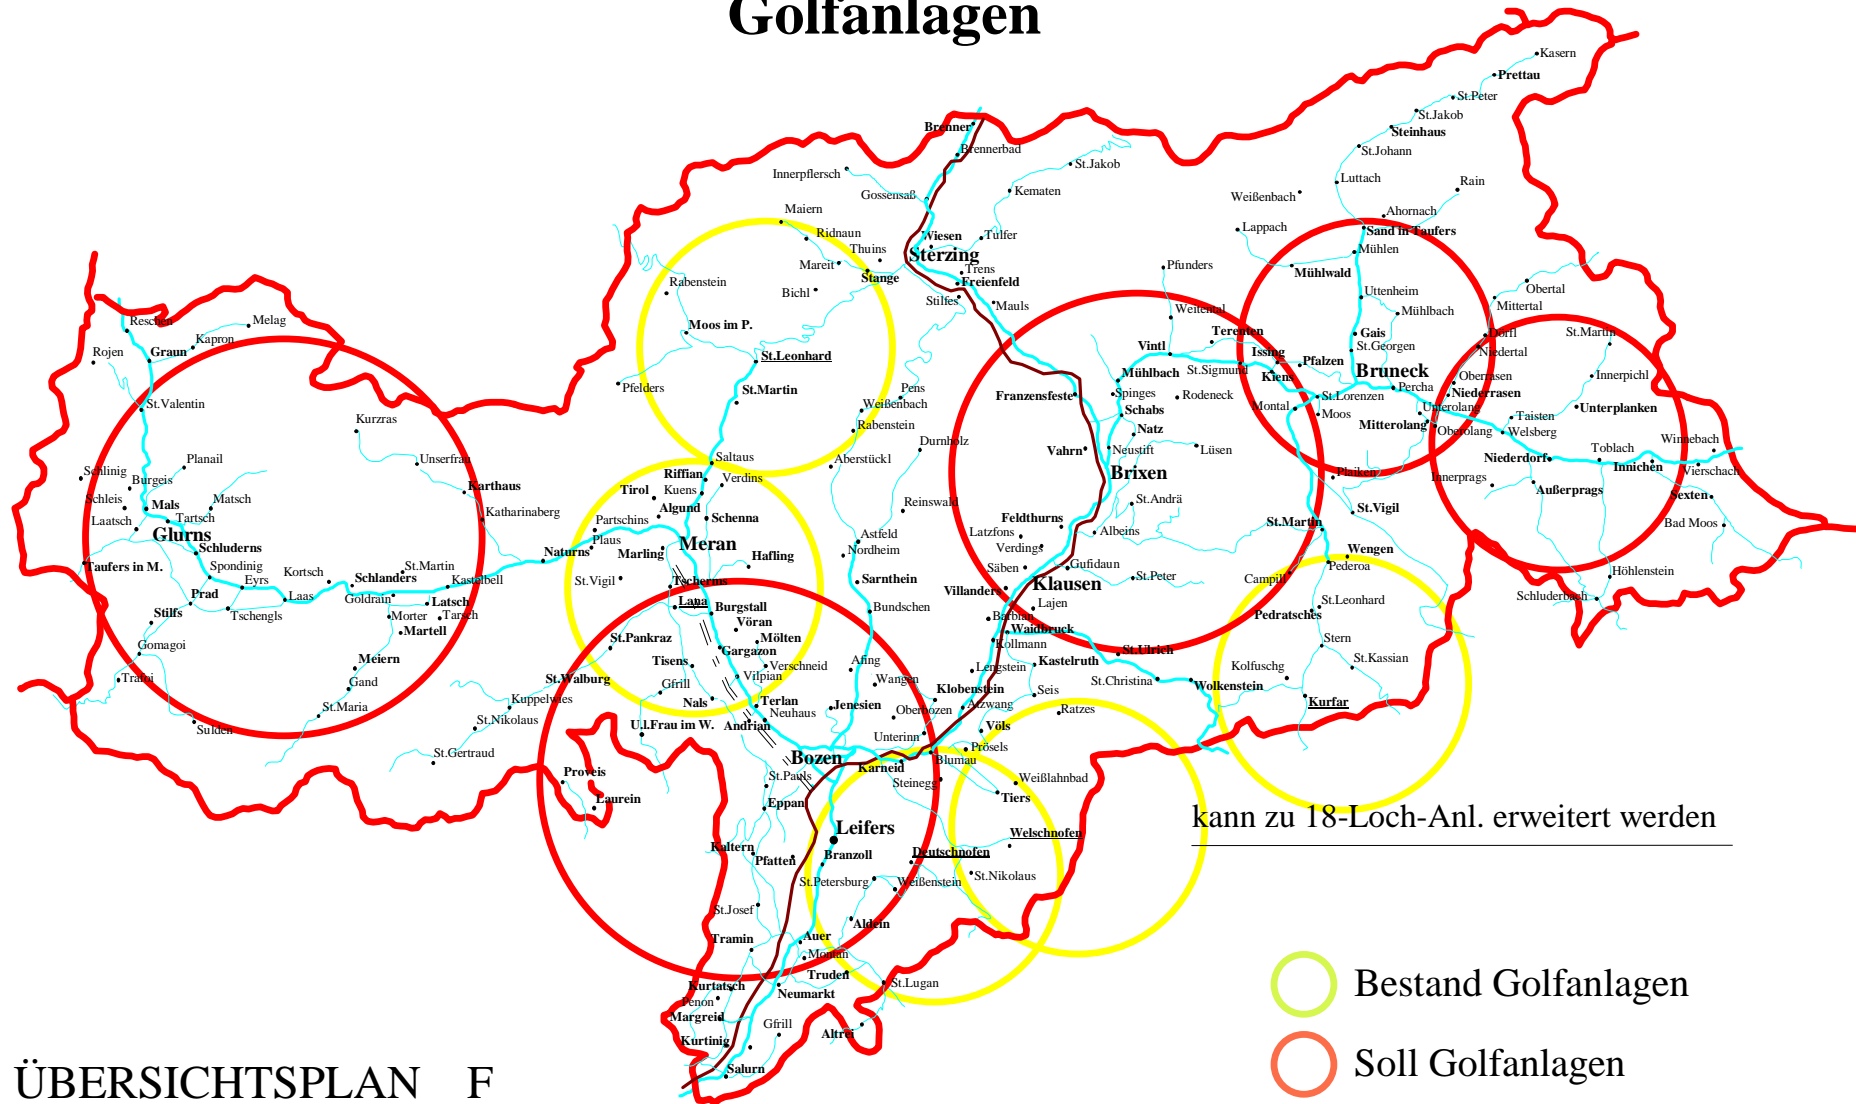 Golfanlagen
Kasern
Prettau
St.Peter
St.Jakob
Steinhaus
St.Johann
Brenner
Brennerbad
St.Jakob
Innerpflersch
Luttach
Rain
Gossensaß
Kematen
Weißenbach
Maiern
Ahornach
Ridnaun
Wiesen
Tulfer
Lappach
Sand in Taufers
Thuins
Sterzing
Mühlen
Mareit
Stange
Trens
Pfunders
Mühlwald
Rabenstein
Freienfeld
Bichl
Stilfes
Mauls
Uttenheim
Obertal
Mittertal
Weitental
Mühlbach
Reschen
Melag
Moos im P.
Terenten
Gais
Dörfl
St.Martin
Kapron
Rojen
Graun
St.Leonhard
Vintl
Issing
St.Georgen
Niedertal
Pfalzen
St.Sigmund
Bruneck
Mühlbach
Kiens
Oberrasen
Innerpichl
Pfelders
St.Martin
Pens
Percha
Niederrasen
Franzensfeste
Spinges
Rodeneck
St.Lorenzen
St.Valentin
Weißenbach
Schabs
Montal
Moos
Unterolang
Unterplanken
Kurzras
Rabenstein
Natz
Mitterolang
Taisten
Oberolang
Welsberg
Durnholz
Winnebach
Unserfrau
Saltaus
Aberstückl
Vahrn
Neustift
Lüsen
Toblach
Planail
Niederdorf
Innichen
Vierschach
Schlinig
Riffian
Verdins
Brixen
Plaiken
Innerprags
Burgeis
Karthaus
Tirol
Kuens
Außerprags
Sexten
Schleis
Matsch
Reinswald
St.Andrä
St.Vigil
Mals
Katharinaberg
Algund
Laatsch
Tartsch
Partschins
Schenna
Feldthurns
St.Martin
Bad Moos
Glurns
Plaus
Astfeld
Latzfons
Albeins
Meran
Schluderns
Naturns
Marling
Hafling
Nordheim
Verdings
Wengen
Taufers in M.
Spondinig
St.Martin
Säben
Gufidaun
Pederoa
Kortsch
Schlanders
Kastelbell
St.Vigil
Tscherms
Sarnthein
Klausen
St.Peter
Campill
Höhlenstein
Eyrs
Villanders
Prad
Laas
Goldrain
Latsch
Lana
Burgstall
Bundschen
Lajen
St.Leonhard
Schluderbach
Stilfs
Tschengls
Morter
Tarsch
Barbian
Pedratsches
Martell
Vöran
Waidbruck
Gomagoi
St.Pankraz
Mölten
Kollmann
Stern
Meiern
Gargazon
Tisens
Verschneid
Afing
Lengstein
Kastelruth
St.Ulrich
Kolfuschg
St.Kassian
Trafoi
Gand
St.Walburg
Gfrill
Vilpian
Wangen
Klobenstein
Seis
St.Christina
Wolkenstein
St.Maria
Kuppelwies
Nals
Terlan
Jenesien
Atzwang
Kurfar
Sulden
St.Nikolaus
U.l.Frau im W.
Neuhaus
Andrian
Oberbozen
Völs
Ratzes
Unterinn
Prösels
St.Gertraud
Bozen
Blumau
Karneid
Proveis
St.Pauls
Steinegg
Weißlahnbad
Laurein
Eppan
Tiers
kann zu 18-Loch-Anl. erweitert werden
Leifers
Welschnofen
Kaltern
Pfatten
Branzoll
Deutschnofen
St.Petersburg
Weißenstein
St.Nikolaus
St.Josef
Aldein
Tramin
Auer
Montan
Truden
St.Lugan
Kurtatsch
Neumarkt
Penon
Bestand Golfanlagen
Margreid
Gfrill
Altrei
Kurtinig
Soll Golfanlagen
Salurn
ÜBERSICHTSPLAN F